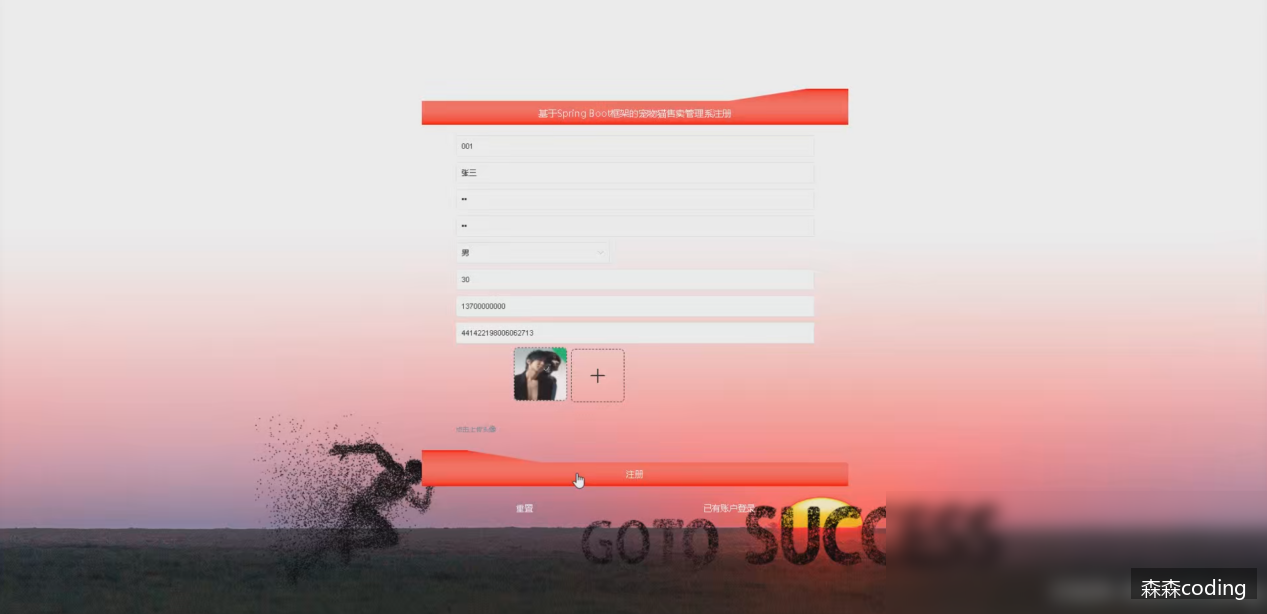 基于Spring Boot框架的宠物猫售卖管理系注册
001
张三
••
••
男
30
13700000000
441422198006062713
点击上传头像
注册
重置 已有账户登录
GOTO SUCCESS
森森coding